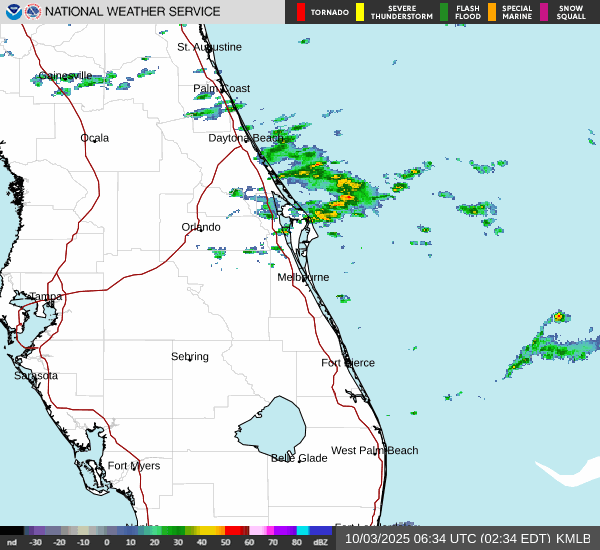 NATIONAL WEATHER SERVICE
TORNADO
SEVERE
THUNDERSTORM
FLASH
FLOOD
SPECIAL
MARINE
SNOW
SQUALL
St. Augustine
Gainesville
Palm Coast
Ocala
Daytona Beach
Orlando
Melbourne
Tampa
Sebring
Fort Pierce
Sarasota
West Palm Beach
Belle Glade
Fort Myers
nd -30 -20 -10 0 10 20 30 40 50 60 70 80 dBZ
10/03/2025 06:34 UTC (02:34 EDT) KMLB